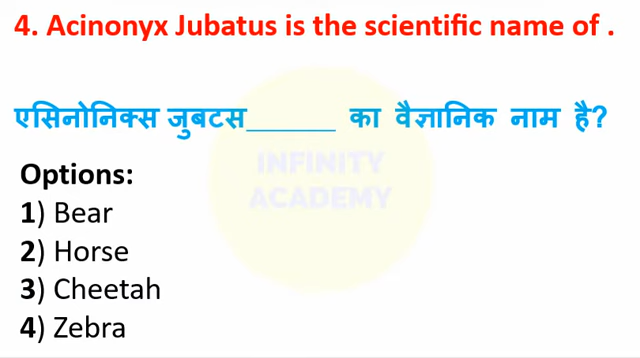 4. Acinonyx Jubatus is the scientific name of .
एसिनोनिक्स जुबटस______ का वैज्ञानिक नाम है?
INFINITY
ACADEMY
Options:
1) Bear
2) Horse
3) Cheetah
4) Zebra